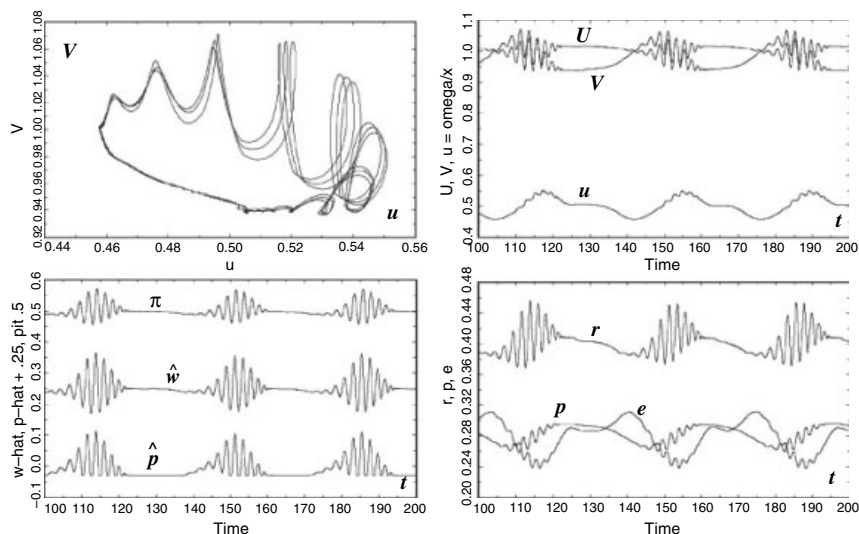 1.08
1.06
1.04
1.02
1.00
0.98
0.96
0.94
0.92
V
V
u
0.44 0.46 0.48 0.50 0.52 0.54 0.56
u
U, V, u = omega/x
1.1
1.0
0.9
0.8
0.7
0.6
0.5
0.4
U
V
u
t
100 110 120 130 140 150 160 170 180 190 200
Time
w-hat, p-hat + .25, pit .5
0.6
0.5
0.4
0.3
0.2
0.1
0.0
-0.1
π
ŵ
p̂
t
100 110 120 130 140 150 160 170 180 190 200
Time
r, p, e
0.48
0.44
0.40
0.36
0.32
0.28
0.24
0.20
r
p e
t
100 110 120 130 140 150 160 170 180 190 200
Time